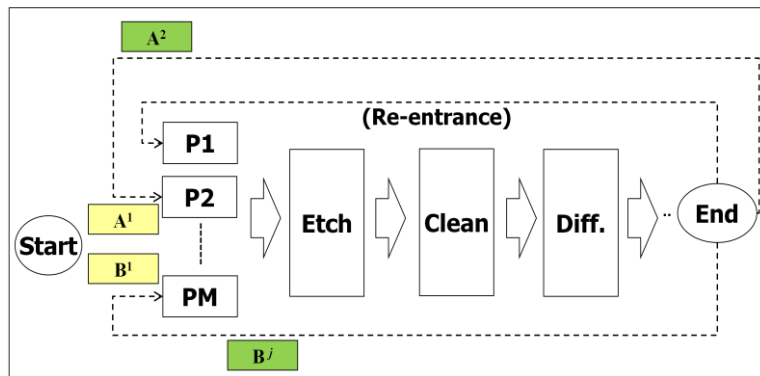 A²
(Re-entrance)
P1
P2
A¹
Start
B¹
PM
Etch
Clean
Diff.
..
End
Bʲ